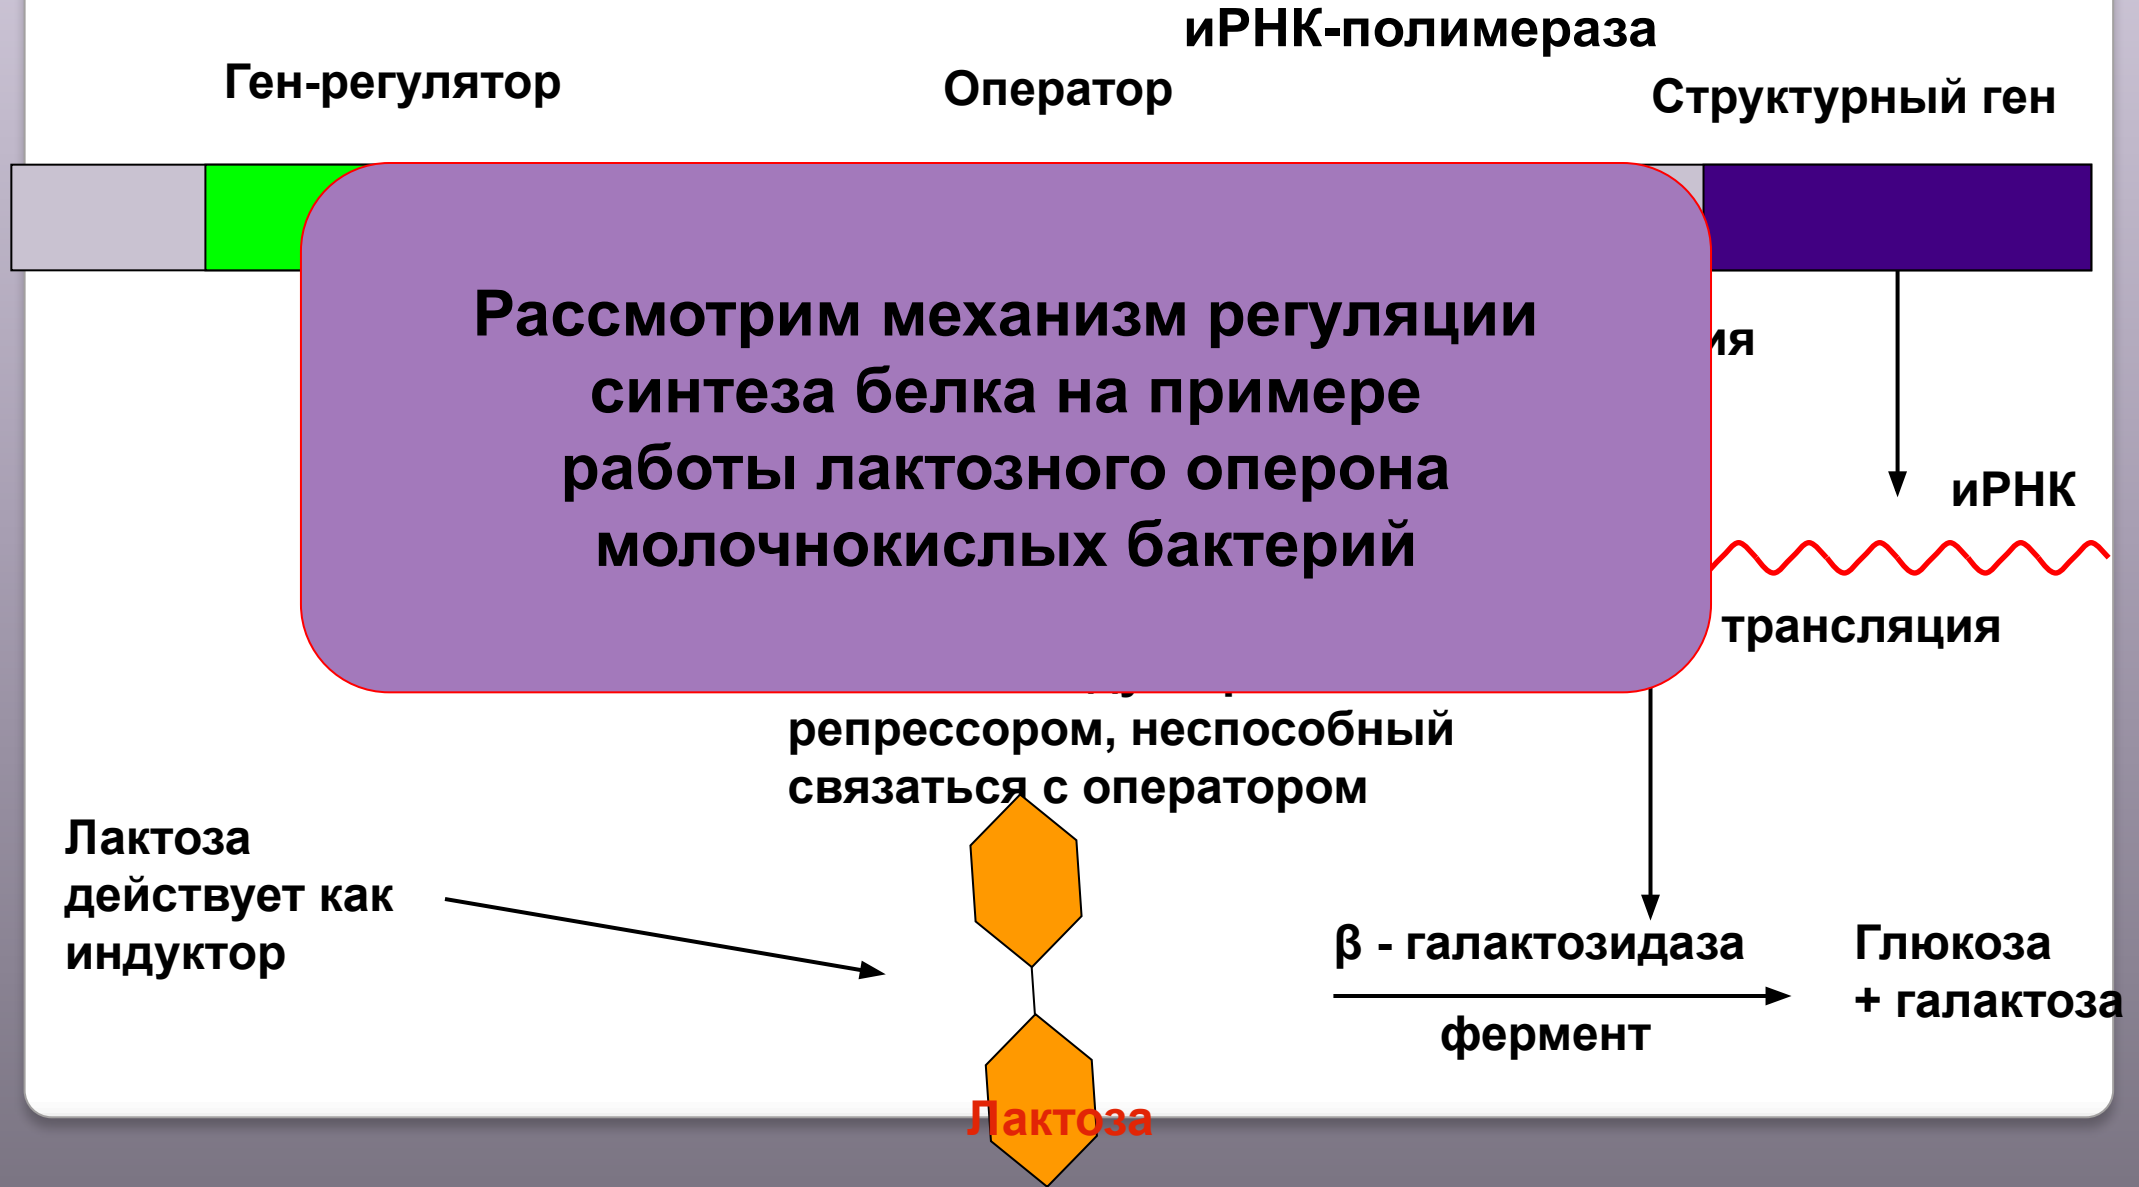 иРНК-полимераза
Ген-регулятор
Оператор
Структурный ген
Рассмотрим механизм регуляции
синтеза белка на примере
работы лактозного оперона
молочнокислых бактерий
иРНК
трансляция
репрессором, неспособный
связаться с оператором
Лактоза
действует как
индуктор
β - галактозидаза
фермент
Глюкоза
+ галактоза
Лактоза